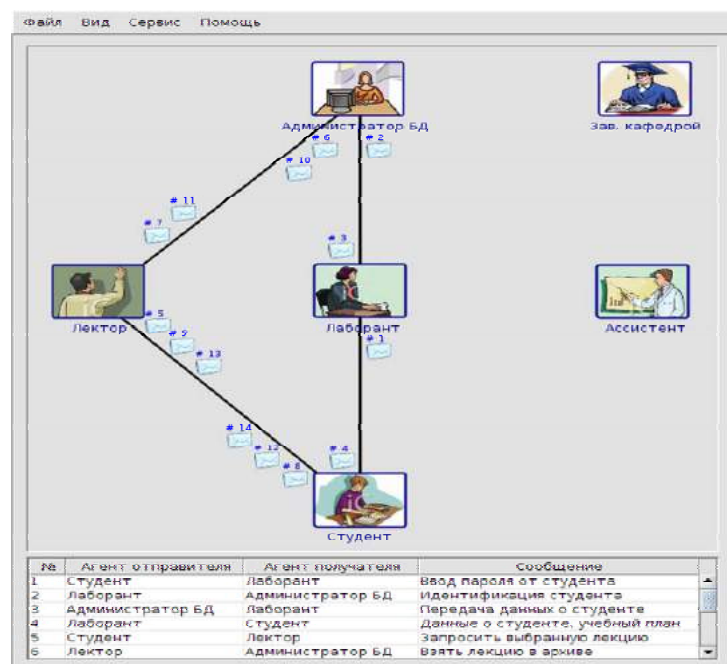 Файл Вид Сервис Помощь
Администратор БД
Зав. кафедрой
# 6
# 2
# 10
# 11
# 7
# 3
Лектор
Лаборант
Ассистент
# 5
# 9
# 1
# 13
# 14
# 12
# 8
# 4
Студент
№ Агент отправителя Агент получателя Сообщение
1 Студент Лаборант Ввод пароля от студента
2 Лаборант Администратор БД Идентификация студента
3 Администратор БД Лаборант Передача данных о студенте
4 Лаборант Студент Данные о студенте, учебный план
5 Студент Лектор Запросить выбранную лекцию
6 Лектор Администратор БД Взять лекцию в архиве